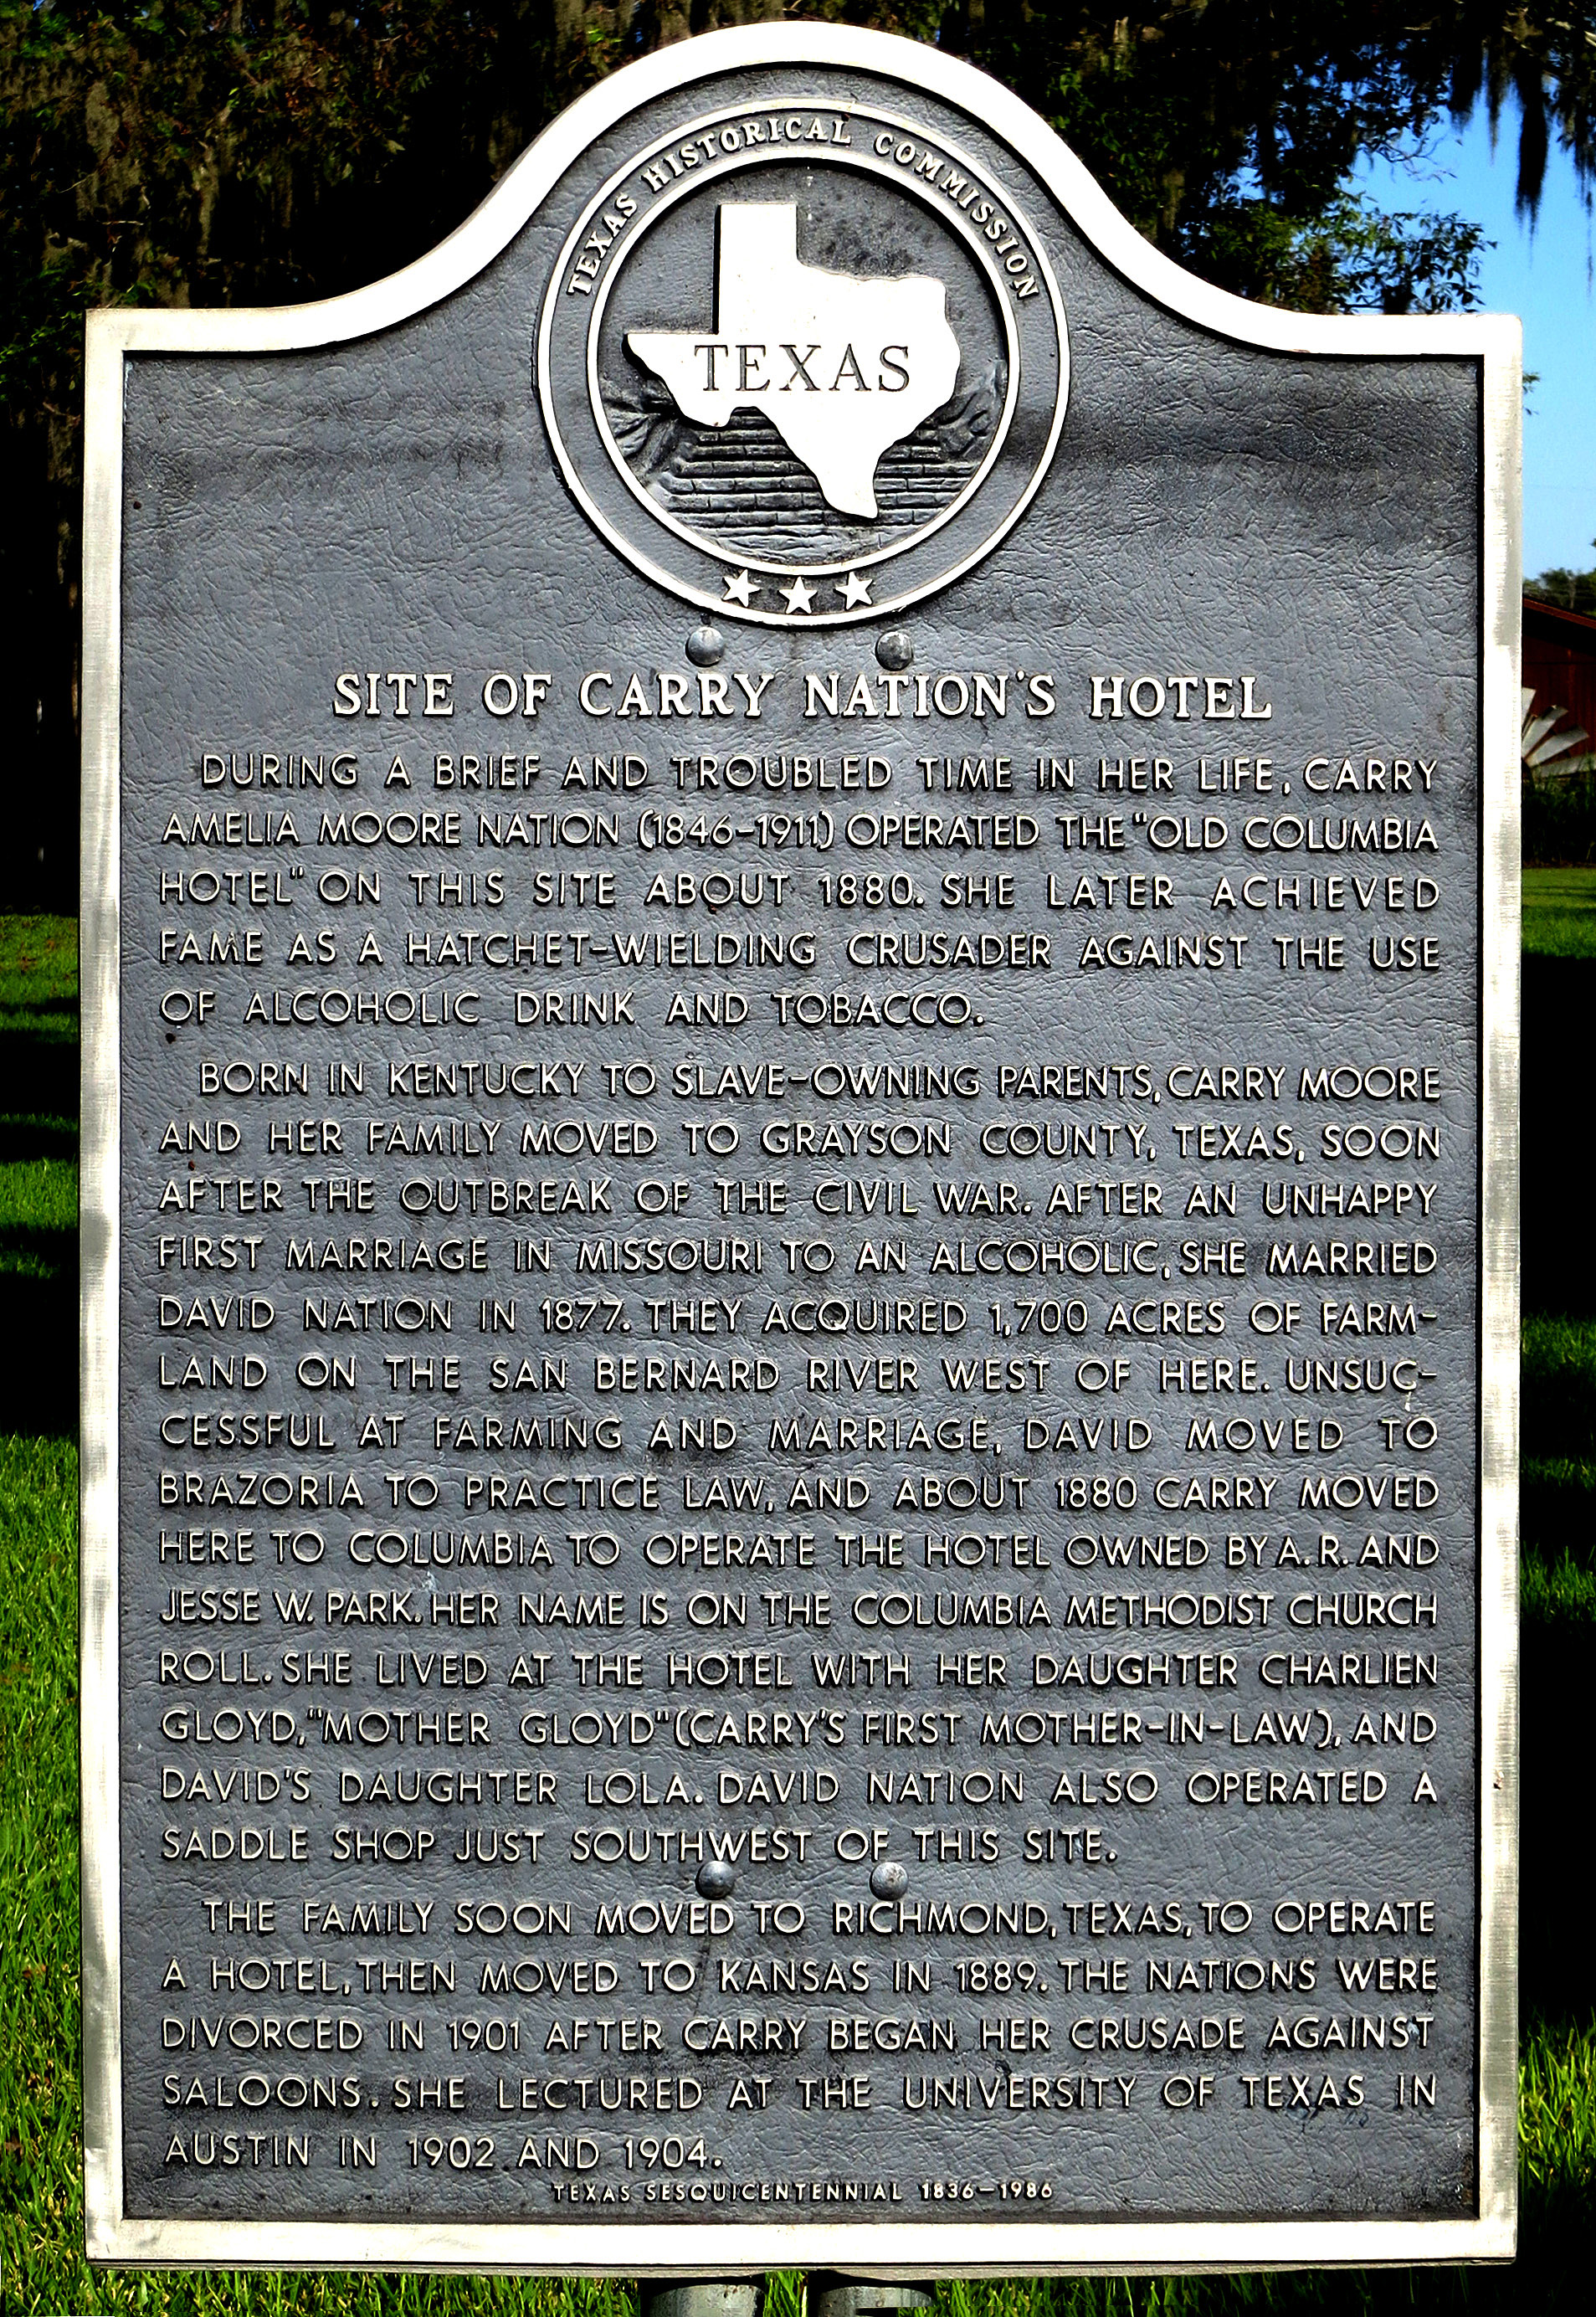 TEXAS HISTORICAL COMMISSION
TEXAS
SITE OF CARRY NATION'S HOTEL
DURING A BRIEF AND TROUBLED TIME IN HER LIFE, CARRY
AMELIA MOORE NATION (1846-1911) OPERATED THE "OLD COLUMBIA
HOTEL" ON THIS SITE ABOUT 1880. SHE LATER ACHIEVED
FAME AS A HATCHET-WIELDING CRUSADER AGAINST THE USE
OF ALCOHOLIC DRINK AND TOBACCO.
BORN IN KENTUCKY TO SLAVE-OWNING PARENTS, CARRY MOORE
AND HER FAMILY MOVED TO GRAYSON COUNTY, TEXAS, SOON
AFTER THE OUTBREAK OF THE CIVIL WAR. AFTER AN UNHAPPY
FIRST MARRIAGE IN MISSOURI TO AN ALCOHOLIC, SHE MARRIED
DAVID NATION IN 1877. THEY ACQUIRED 1,700 ACRES OF FARM-
LAND ON THE SAN BERNARD RIVER WEST OF HERE. UNSUC-
CESSFUL AT FARMING AND MARRIAGE, DAVID MOVED TO
BRAZORIA TO PRACTICE LAW, AND ABOUT 1880 CARRY MOVED
HERE TO COLUMBIA TO OPERATE THE HOTEL OWNED BY A. R. AND
JESSE W. PARK. HER NAME IS ON THE COLUMBIA METHODIST CHURCH
ROLL. SHE LIVED AT THE HOTEL WITH HER DAUGHTER CHARLIEN
GLOYD, "MOTHER GLOYD" (CARRY'S FIRST MOTHER-IN-LAW), AND
DAVID'S DAUGHTER LOLA. DAVID NATION ALSO OPERATED A
SADDLE SHOP JUST SOUTHWEST OF THIS SITE.
THE FAMILY SOON MOVED TO RICHMOND, TEXAS, TO OPERATE
A HOTEL, THEN MOVED TO KANSAS IN 1889. THE NATIONS WERE
DIVORCED IN 1901 AFTER CARRY BEGAN HER CRUSADE AGAINST
SALOONS. SHE LECTURED AT THE UNIVERSITY OF TEXAS IN
AUSTIN IN 1902 AND 1904.
TEXAS SESQUICENTENNIAL 1836-1986